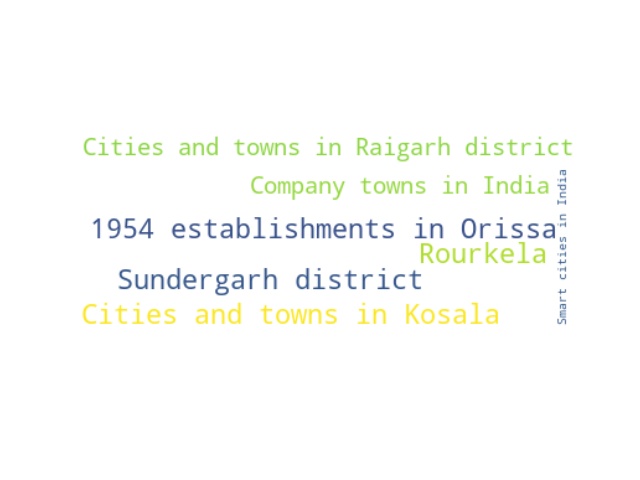 Cities and towns in Raigarh district
Company towns in India
1954 establishments in Orissa
Rourkela
Sundergarh district
Cities and towns in Kosala
Smart cities in India